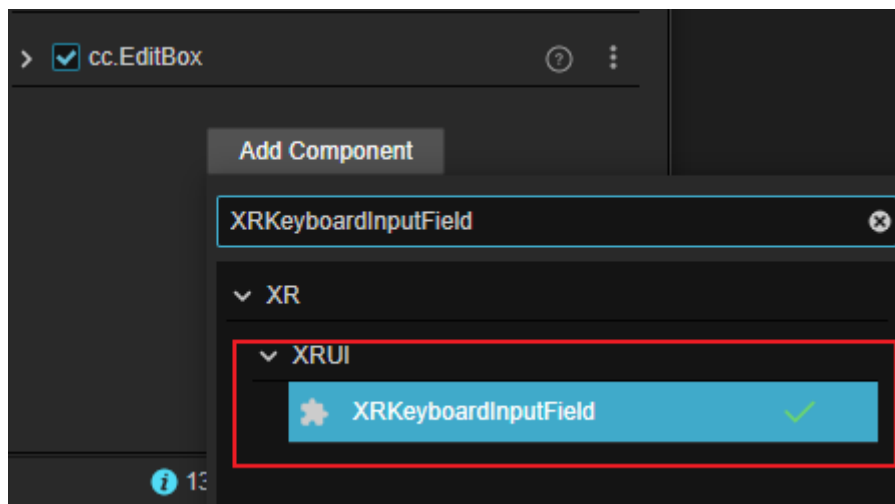 cc.EditBox
Add Component
XRKeyboardInputField
XR
XRUI
XRKeyboardInputField
13